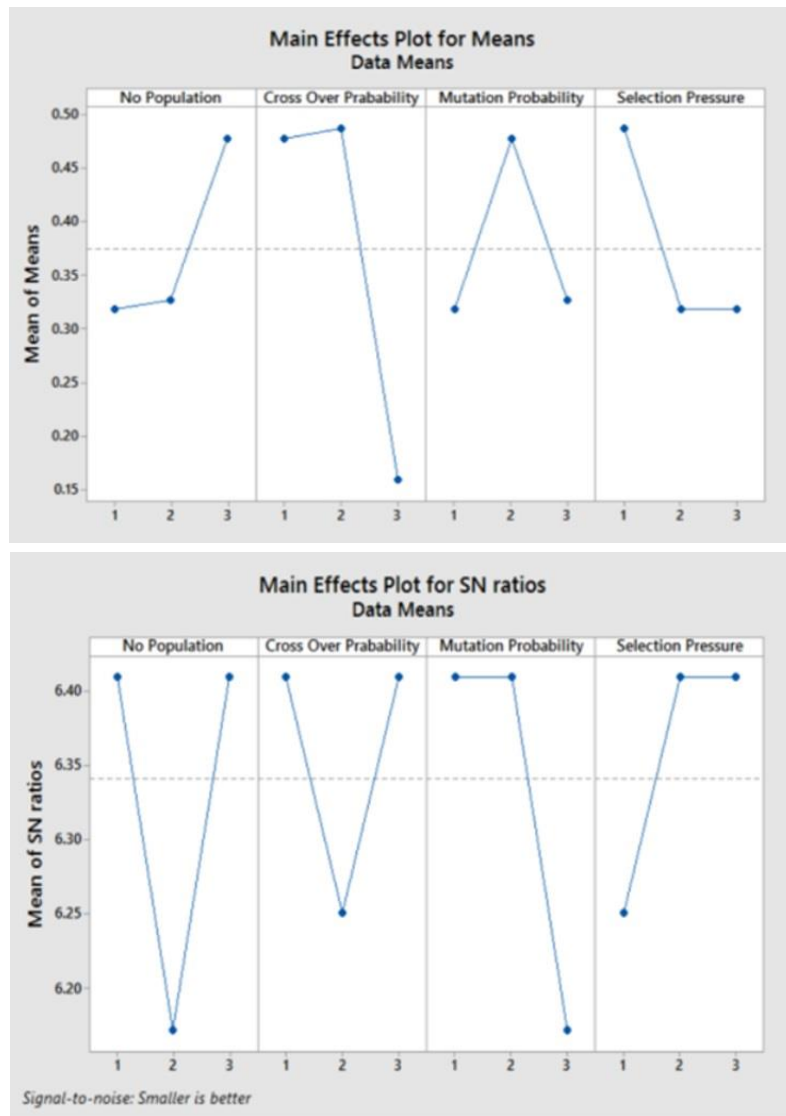 Main Effects Plot for Means
Data Means
No Population Cross Over Prabability Mutation Probability Selection Pressure
Mean of Means
0.50
0.45
0.40
0.35
0.30
0.25
0.20
0.15
1 2 3 1 2 3 1 2 3 1 2 3
Main Effects Plot for SN ratios
Data Means
No Population Cross Over Prabability Mutation Probability Selection Pressure
Mean of SN ratios
6.40
6.35
6.30
6.25
6.20
1 2 3 1 2 3 1 2 3 1 2 3
Signal-to-noise: Smaller is better